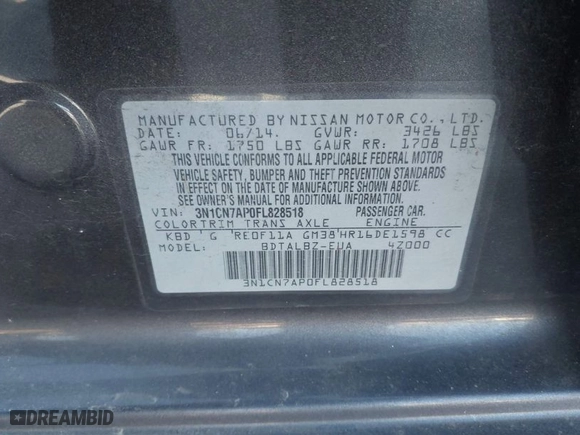 MANUFACTURED BY NISSAN MOTOR CO., LTD.
DATE: 06/14. GVWR: 3426 LBS
GAWR FR: 1750 LBS GAWR RR: 1708 LBS
THIS VEHICLE CONFORMS TO ALL APPLICABLE FEDERAL MOTOR
VEHICLE SAFETY, BUMPER AND THEFT PREVENTION STANDARDS
IN EFFECT ON THE DATE OF MANUFACTURE SHOWN ABOVE.
SEE OWNER'S MANUAL FOR ADDITIONAL INFORMATION.
VIN: 3N1CN7AP0FL828518 PASSENGER CAR.
COLOR TRIM TRANS AXLE ENGINE
KBD ' G 'RE0F11A GM38'HR16DE1598 CC
MODEL: BDTALBZ-EUA 4Z000
3N1CN7AP0FL828518
DREAMBID